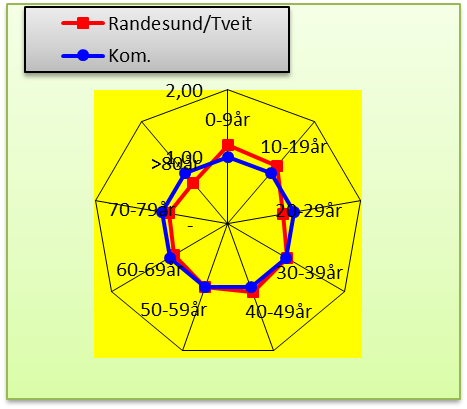 Randesund/Tveit
Kom.
2,00
0-9år
10-19år
1,00
>80år
20-29år
70-79år
-
60-69år
30-39år
50-59år
40-49år